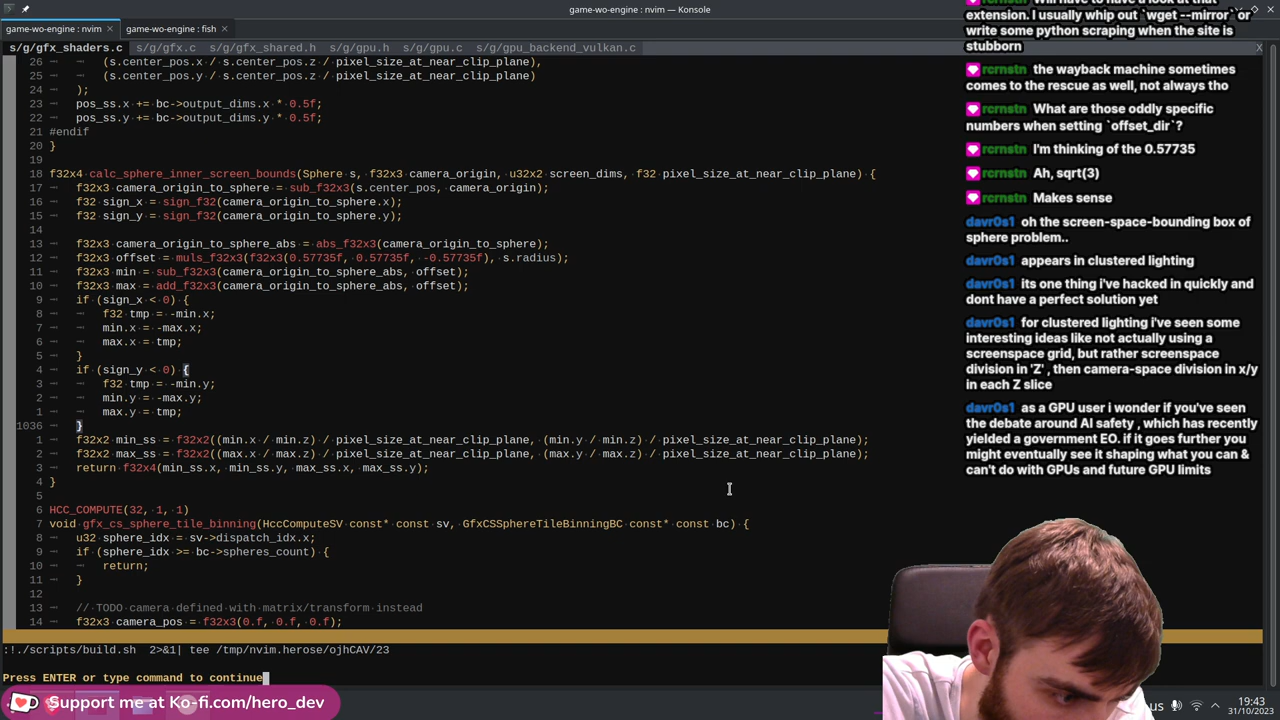 game-wo-engine : nvim — Konsole
game-wo-engine : nvim
game-wo-engine : fish
s/g/gfx_shaders.c s/g/gfx.c s/g/gfx_shared.h s/g/gpu.h s/g/gpu.c s/g/gpu_backend_vulkan.c X
26 (s.center_pos.x / s.center_pos.z / pixel_size_at_near_clip_plane),
25 (s.center_pos.y / s.center_pos.z / pixel_size_at_near_clip_plane)
24 );
23 pos_ss.x += bc->output_dims.x * 0.5f;
22 pos_ss.y += bc->output_dims.y * 0.5f;
21 #endif
20 }
19
18 f32x4 calc_sphere_inner_screen_bonds(Sphere s, f32x3 camera_origin, u32x2 screen_dims, f32 pixel_size_at_near_clip_plane) {
17 f32x3 camera_origin_to_sphere = sub_f32x3(s.center_pos, camera_origin);
16 f32 sign_x = sign_f32(camera_origin_to_sphere.x);
15 f32 sign_y = sign_f32(camera_origin_to_sphere.y);
14
13 f32x3 camera_origin_to_sphere_abs = abs_f32x3(camera_origin_to_sphere);
12 f32x3 offset = muls_f32x3(f32x3(0.57735f, 0.57735f, -0.57735f), s.radius);
11 f32x3 min = sub_f32x3(camera_origin_to_sphere_abs, offset);
10 f32x3 max = add_f32x3(camera_origin_to_sphere_abs, offset);
9 if (sign_x < 0) {
8 f32 tmp = -min.x;
7 min.x = -max.x;
6 max.x = tmp;
5 }
4 if (sign_y < 0) {
3 f32 tmp = -min.y;
2 min.y = -max.y;
1 max.y = tmp;
1036 }
1 f32x2 min_ss = f32x2((min.x / min.z) / pixel_size_at_near_clip_plane, (min.y / min.z) / pixel_size_at_near_clip_plane);
2 f32x2 max_ss = f32x2((max.x / max.z) / pixel_size_at_near_clip_plane, (max.y / max.z) / pixel_size_at_near_clip_plane);
3 return f32x4(min_ss.x, min_ss.y, max_ss.x, max_ss.y);
4 }
5
6 HCC_COMPUTE(32, 1, 1)
7 void gfx_cs_sphere_tile_binning(HccComputeSV const* const sv, GfxCSSphereTileBinningBC const* const bc) {
8 u32 sphere_idx = sv->dispatch_idx.x;
9 if (sphere_idx >= bc->spheres_count) {
10 return;
11 }
12
13 // TODO camera defined with matrix/transform instead
14 f32x3 camera_pos = f32x3(0.f, 0.f, 0.f);
:!./scripts/build.sh 2>&1| tee /tmp/nvim.herose/ojhCAV/23
Press ENTER or type command to continue
Support me at Ko-fi.com/hero_dev
extension. I usually whip out `wget --mirror` or
write some python scraping when the site is
stubborn
rcrnstn the wayback machine sometimes
comes to the rescue as well, not always tho
rcrnstn What are those oddly specific
numbers when setting `offset_dir`?
rcrnstn I'm thinking of the 0.57735
rcrnstn Ah, sqrt(3)
rcrnstn Makes sense
davr0s1 oh the screen-space-bounding box of
sphere problem..
davr0s1 appears in clustered lighting
davr0s1 its one thing i've hacked in quickly and
dont have a perfect solution yet
davr0s1 for clustered lighting i've seen some
interesting ideas like not actually using a
screenspace grid, but rather screenspace
division in 'Z' , then camera-space division in x/y
in each Z slice
davr0s1 as a GPU user i wonder if you've seen
the debate around AI safety , which has recently
yielded a government EO. if it goes further you
might eventually see it shaping what you can &
can't do with GPUs and future GPU limits
us
19:43
31/10/2023